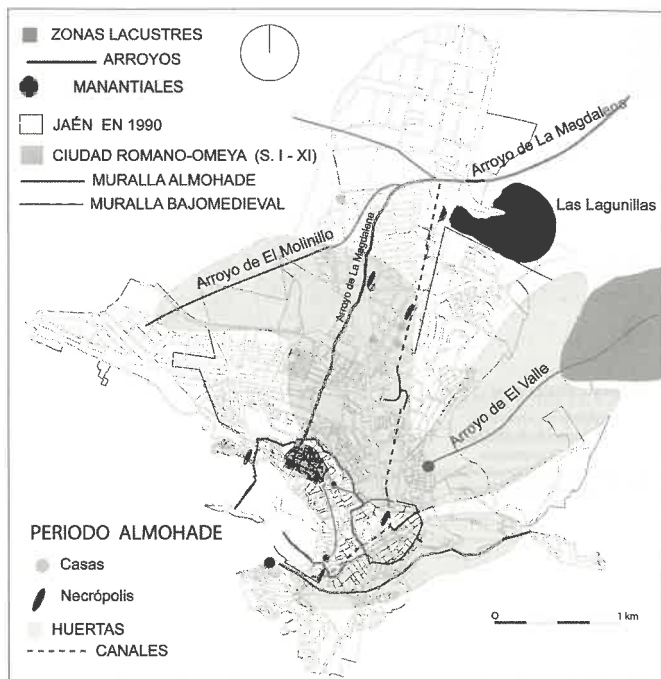 ZONAS LACUSTRES
ARROYOS
MANANTIALES
JAÉN EN 1990
CIUDAD ROMANO-OMEYA (S. I - XI)
MURALLA ALMOHADE
MURALLA BAJOMEDIEVAL
Arroyo de La Magdalena
Las Lagunillas
Arroyo de El Molinillo
Arroyo de La Magdalena
Arroyo de El Valle
PERIODO ALMOHADE
Casas
Necrópolis
HUERTAS
CANALES
O 1 km